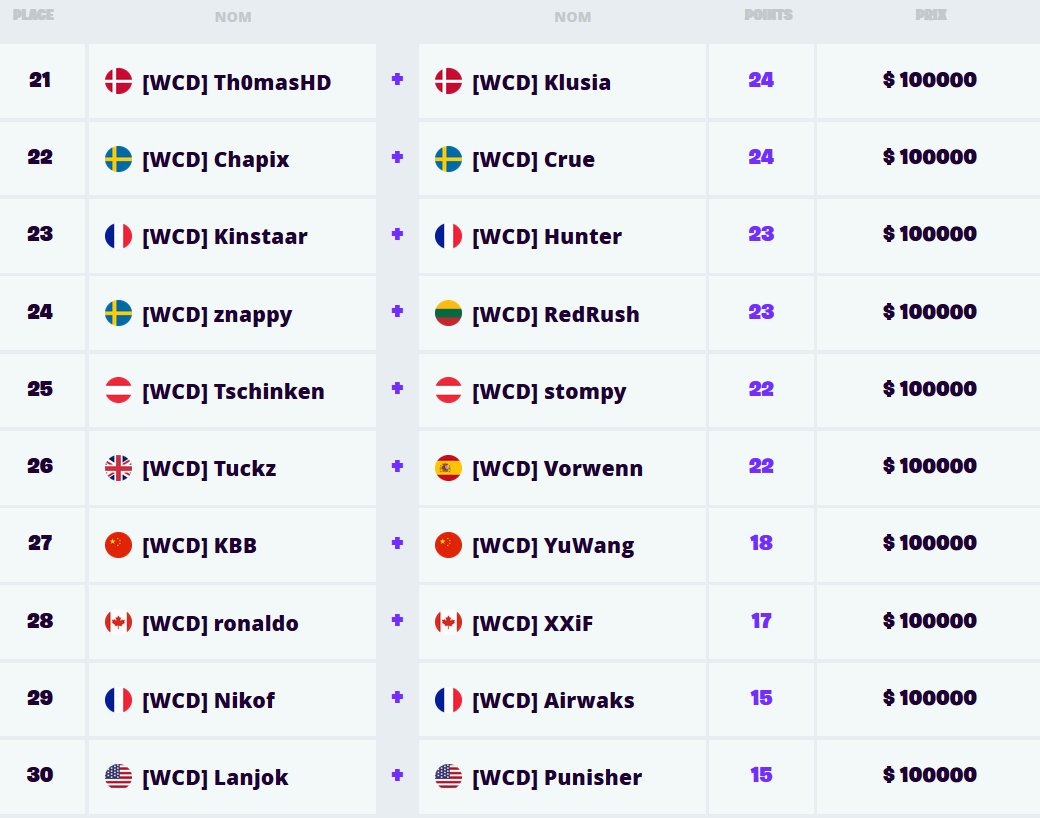 PLACE NOM NOM POINTS PRIX
21 [WCD] Th0masHD + [WCD] Klusia 24 $ 100000
22 [WCD] Chapix + [WCD] Crue 24 $ 100000
23 [WCD] Kinstaar + [WCD] Hunter 23 $ 100000
24 [WCD] znappy + [WCD] RedRush 23 $ 100000
25 [WCD] Tschinken + [WCD] stompy 22 $ 100000
26 [WCD] Tuckz + [WCD] Vorwenn 22 $ 100000
27 [WCD] KBB + [WCD] YuWang 18 $ 100000
28 [WCD] ronaldo + [WCD] XXiF 17 $ 100000
29 [WCD] Nikof + [WCD] Airwaks 15 $ 100000
30 [WCD] Lanjok + [WCD] Punisher 15 $ 100000